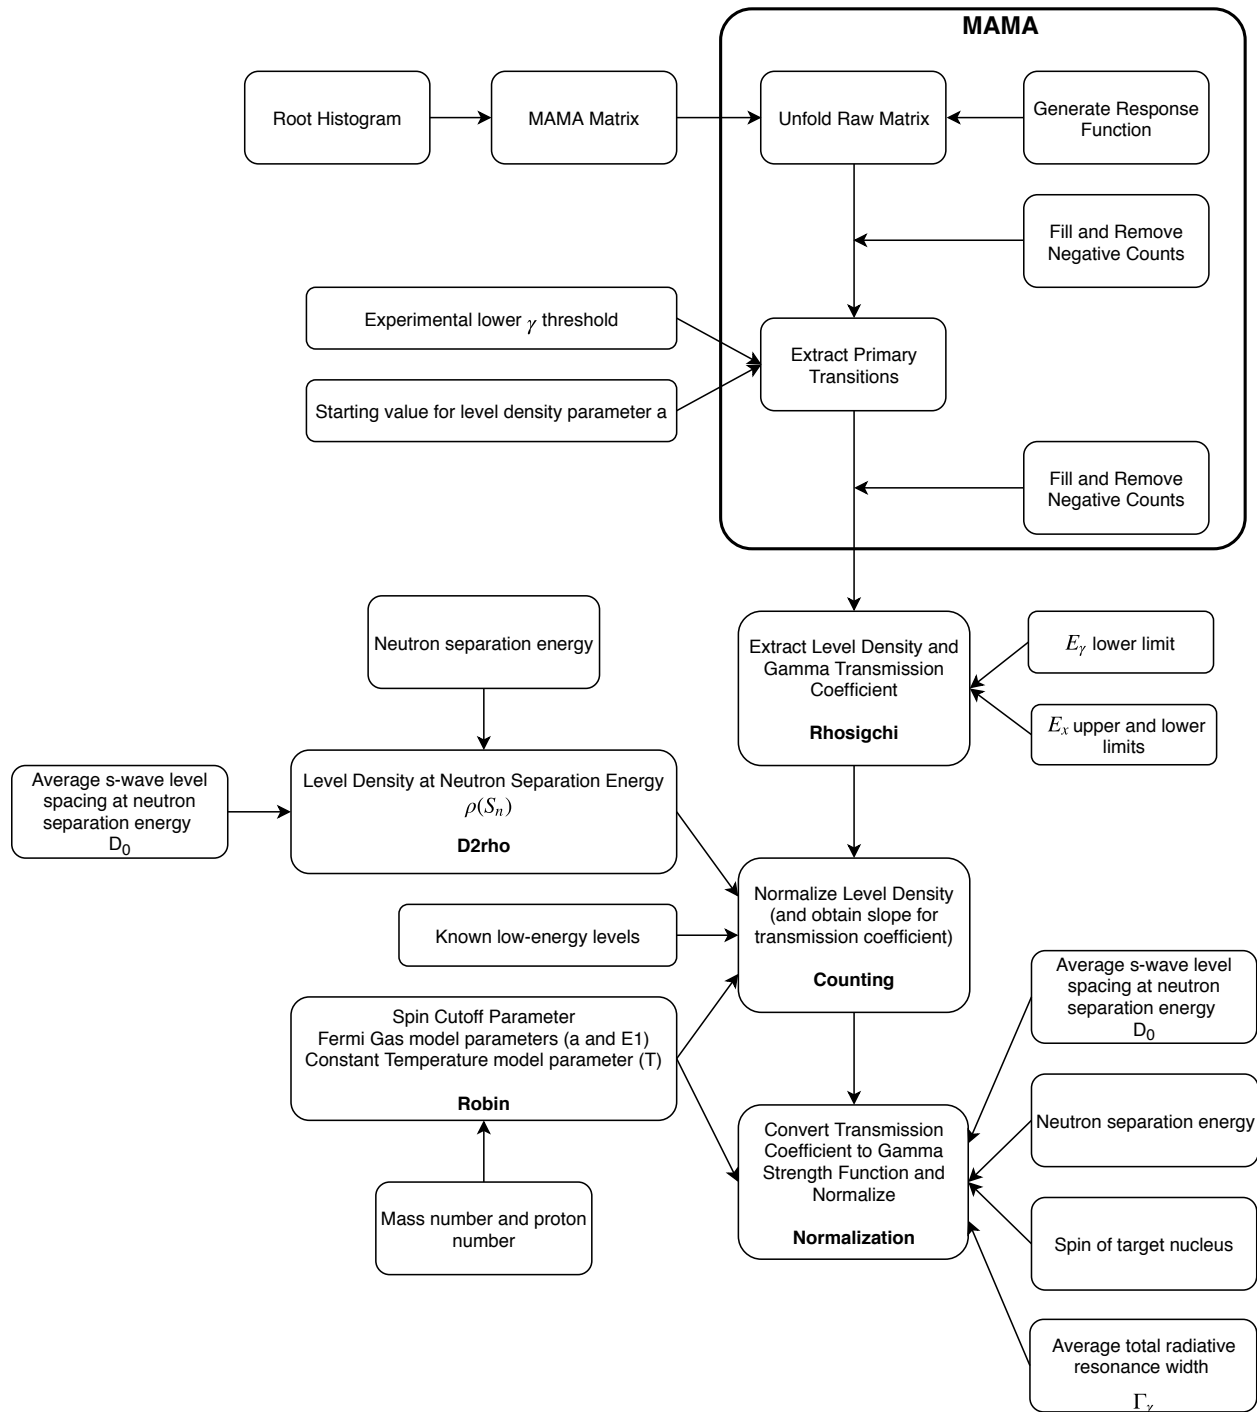 MAMA
Root Histogram
MAMA Matrix
Unfold Raw Matrix
Generate Response
Function
Fill and Remove
Negative Counts
Experimental lower γ threshold
Starting value for level density parameter a
Extract Primary
Transitions
Fill and Remove
Negative Counts
Neutron separation energy
Extract Level Density and
Gamma Transmission
Coefficient
Rhosigchi
E_γ lower limit
E_x upper and lower
limits
Average s-wave level
spacing at neutron
separation energy
D₀
Level Density at Neutron Separation Energy
ρ(S_n)
D2rho
Known low-energy levels
Normalize Level Density
(and obtain slope for
transmission coefficient)
Counting
Spin Cutoff Parameter
Fermi Gas model parameters (a and E1)
Constant Temperature model parameter (T)
Robin
Mass number and proton
number
Convert Transmission
Coefficient to Gamma
Strength Function and
Normalize
Normalization
Average s-wave level
spacing at neutron
separation energy
D₀
Neutron separation energy
Spin of target nucleus
Average total radiative
resonance width
Γ_γ